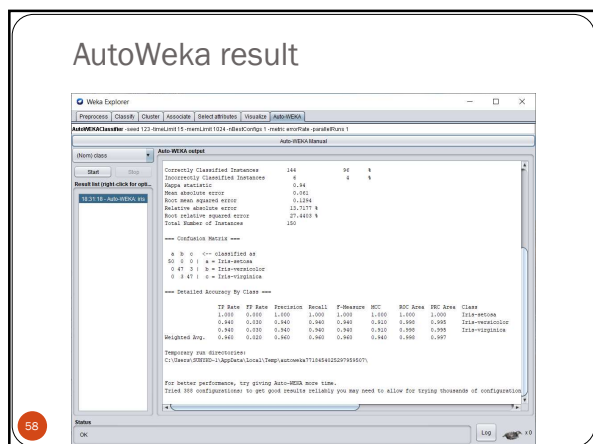 AutoWeka result
Weka Explorer
Preprocess Classify Cluster Associate Select attributes Visualize Auto-WEKA
AutoWEKAClassifier -seed 123 -timeLimit 15 -memLimit 1024 -nBestConfigs 1 -metric errorRate -parallelRuns 1
Auto-WEKA Manual
(Nom) class
Start Stop
Result list (right-click for opti...
18:31:18 - Auto-WEKA: iris
Auto-WEKA output
Correctly Classified Instances 144 96 %
Incorrectly Classified Instances 6 4 %
Kappa statistic 0.94
Mean absolute error 0.061
Root mean squared error 0.1294
Relative absolute error 13.7177 %
Root relative squared error 27.4403 %
Total Number of Instances 150
=== Confusion Matrix ===
a b c <-- classified as
50 0 0 | a = Iris-setosa
0 47 3 | b = Iris-versicolor
0 3 47 | c = Iris-virginica
=== Detailed Accuracy By Class ===
TP Rate FP Rate Precision Recall F-Measure MCC ROC Area PRC Area Class
1.000 0.000 1.000 1.000 1.000 1.000 1.000 1.000 Iris-setosa
0.940 0.030 0.940 0.940 0.940 0.910 0.998 0.995 Iris-versicolor
0.940 0.030 0.940 0.940 0.940 0.910 0.998 0.995 Iris-virginica
Weighted Avg. 0.960 0.020 0.960 0.960 0.960 0.940 0.998 0.997
Temporary run directories:
For better performance, try giving Auto-WEKA more time.
Tried 388 configurations; to get good results reliably you may need to allow for trying thousands of configuration
Status
OK
Log x 0
58